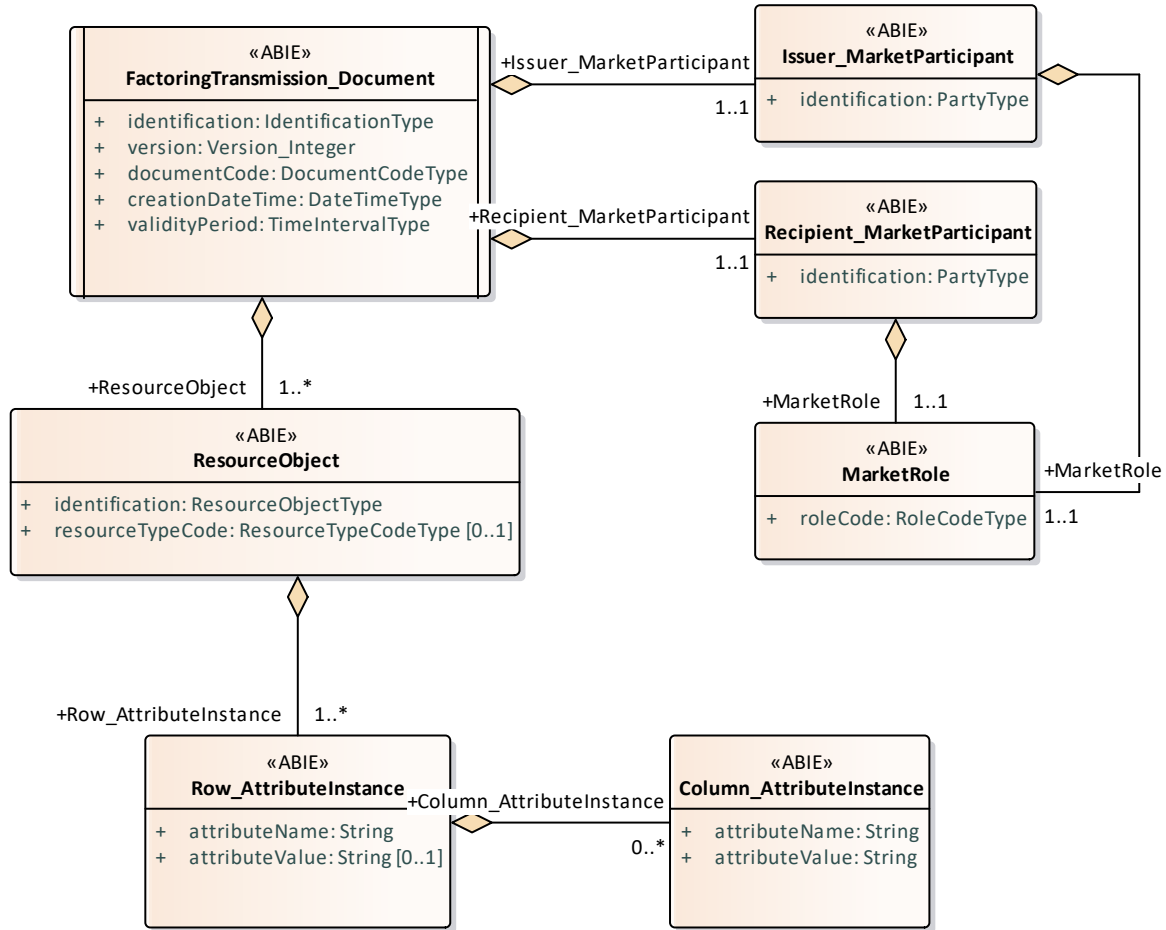 «ABIE»
FactoringTransmission_Document
+ identification: IdentificationType
+ version: Version_Integer
+ documentCode: DocumentCodeType
+ creationDateTime: DateTimeType
+ validityPeriod: TimeIntervalType
+Issuer_MarketParticipant
1..1
«ABIE»
Issuer_MarketParticipant
+ identification: PartyType
+Recipient_MarketParticipant
1..1
«ABIE»
Recipient_MarketParticipant
+ identification: PartyType
+ResourceObject 1..*
+MarketRole 1..1
«ABIE»
ResourceObject
+ identification: ResourceObjectType
+ resourceTypeCode: ResourceTypeCodeType [0..1]
«ABIE»
MarketRole
+ roleCode: RoleCodeType
+MarketRole
1..1
+Row_AttributeInstance 1..*
«ABIE»
Row_AttributeInstance
+ attributeName: String
+ attributeValue: String [0..1]
+Column_AttributeInstance
0..*
«ABIE»
Column_AttributeInstance
+ attributeName: String
+ attributeValue: String